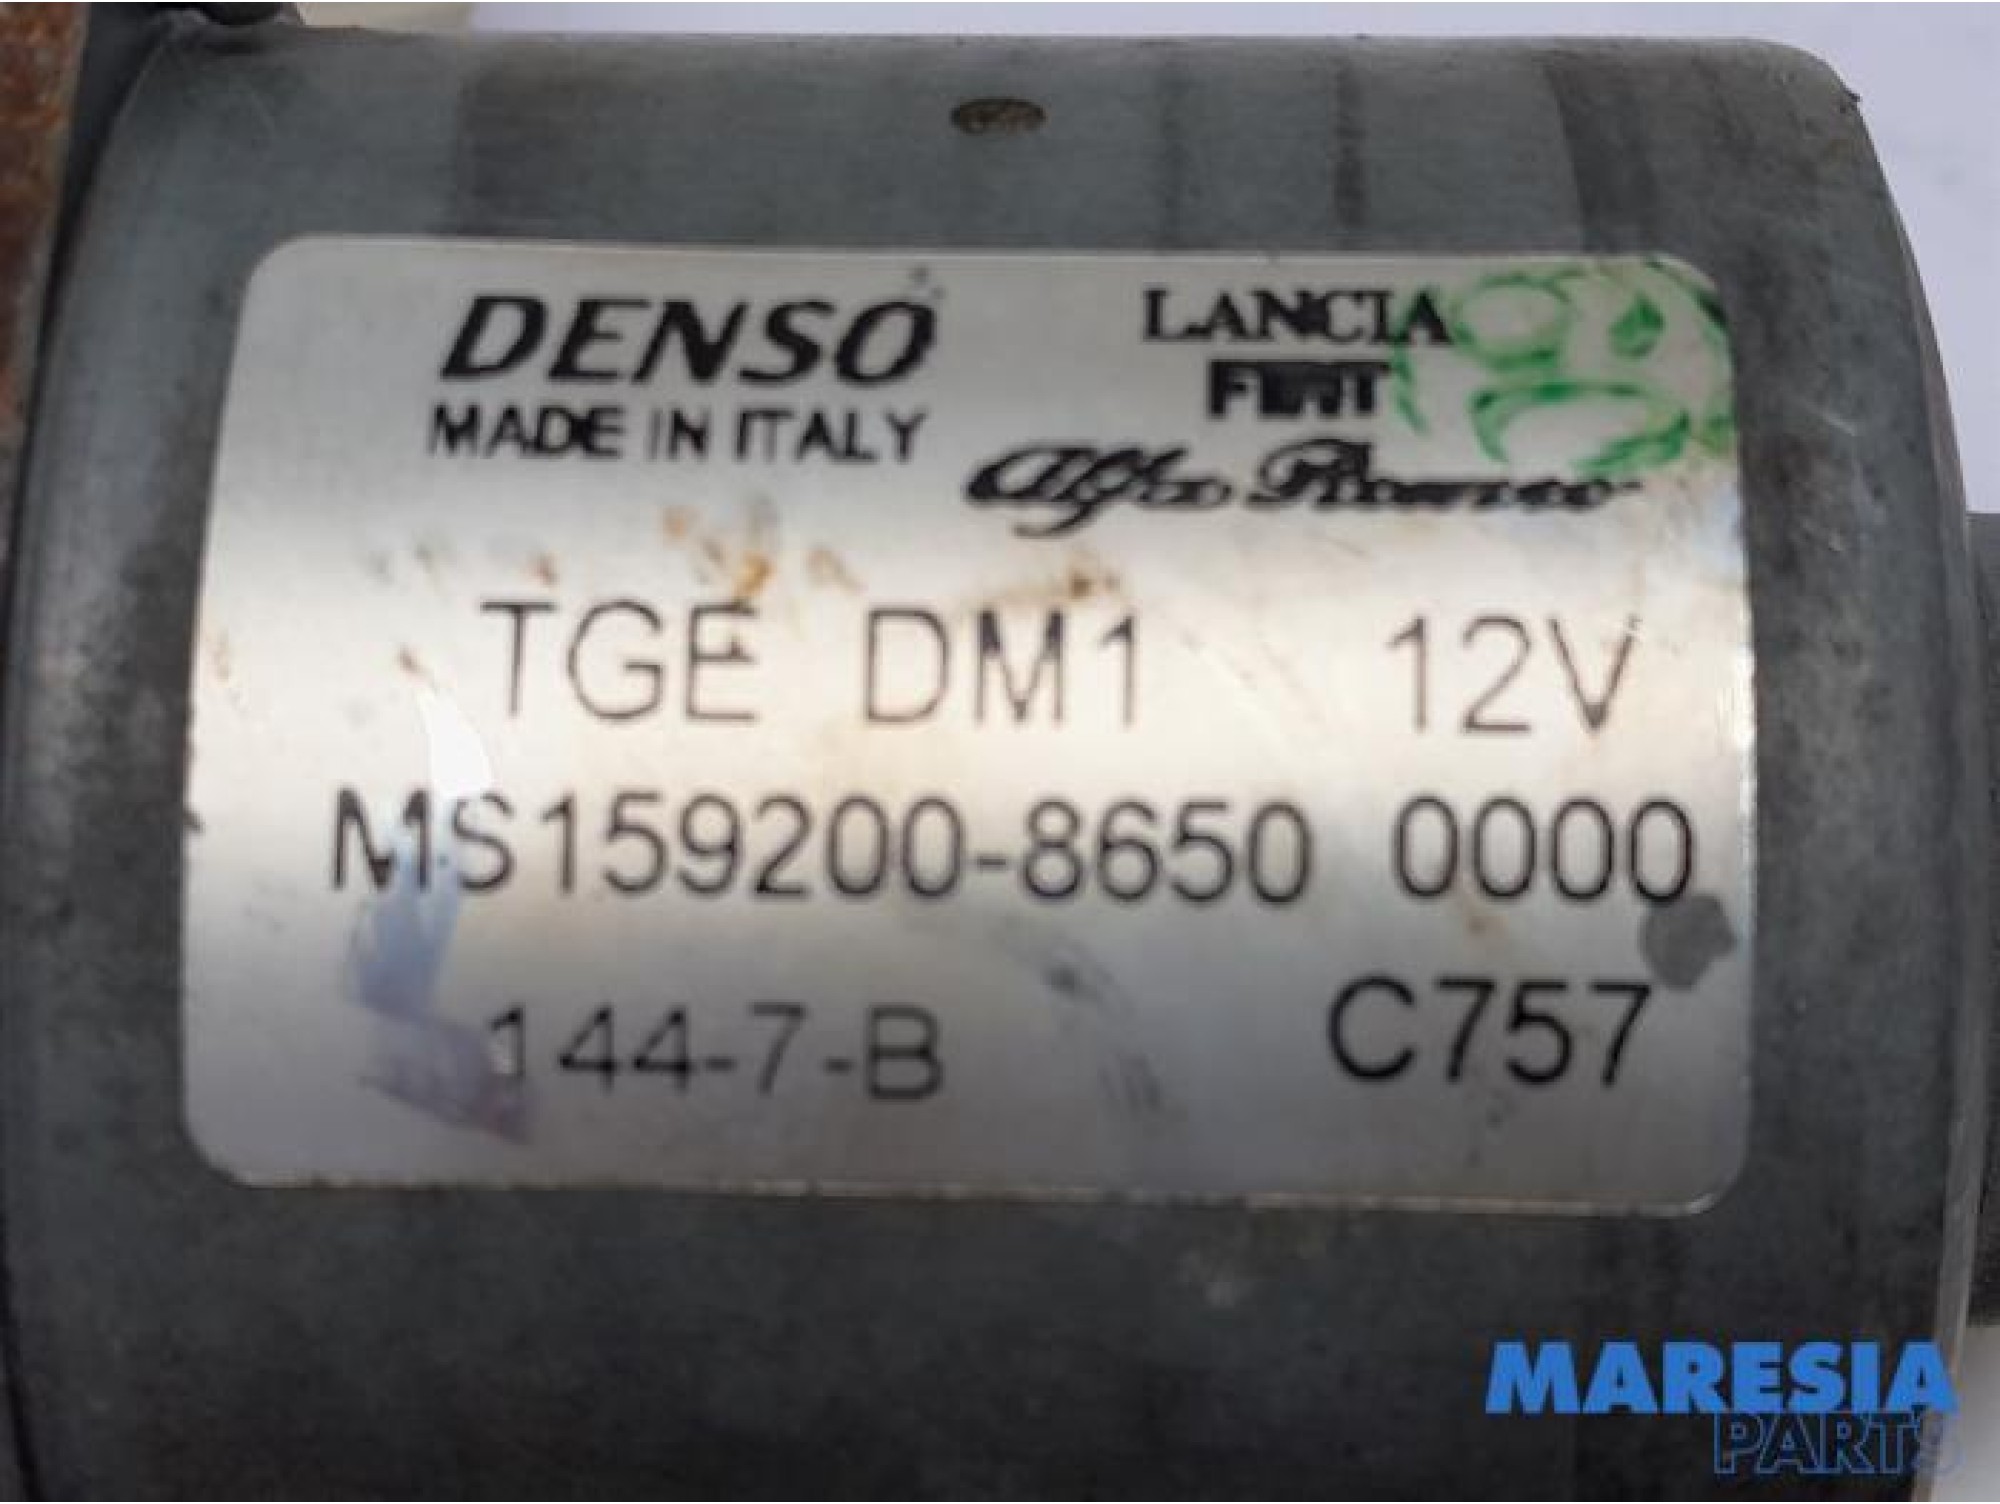 DENSO
MADE IN ITALY
LANCIA
FIAT
Alfa Romeo
TGE DM1 12V
MS159200-8650 0000
144-7-B C757
MARESIA
PARTS